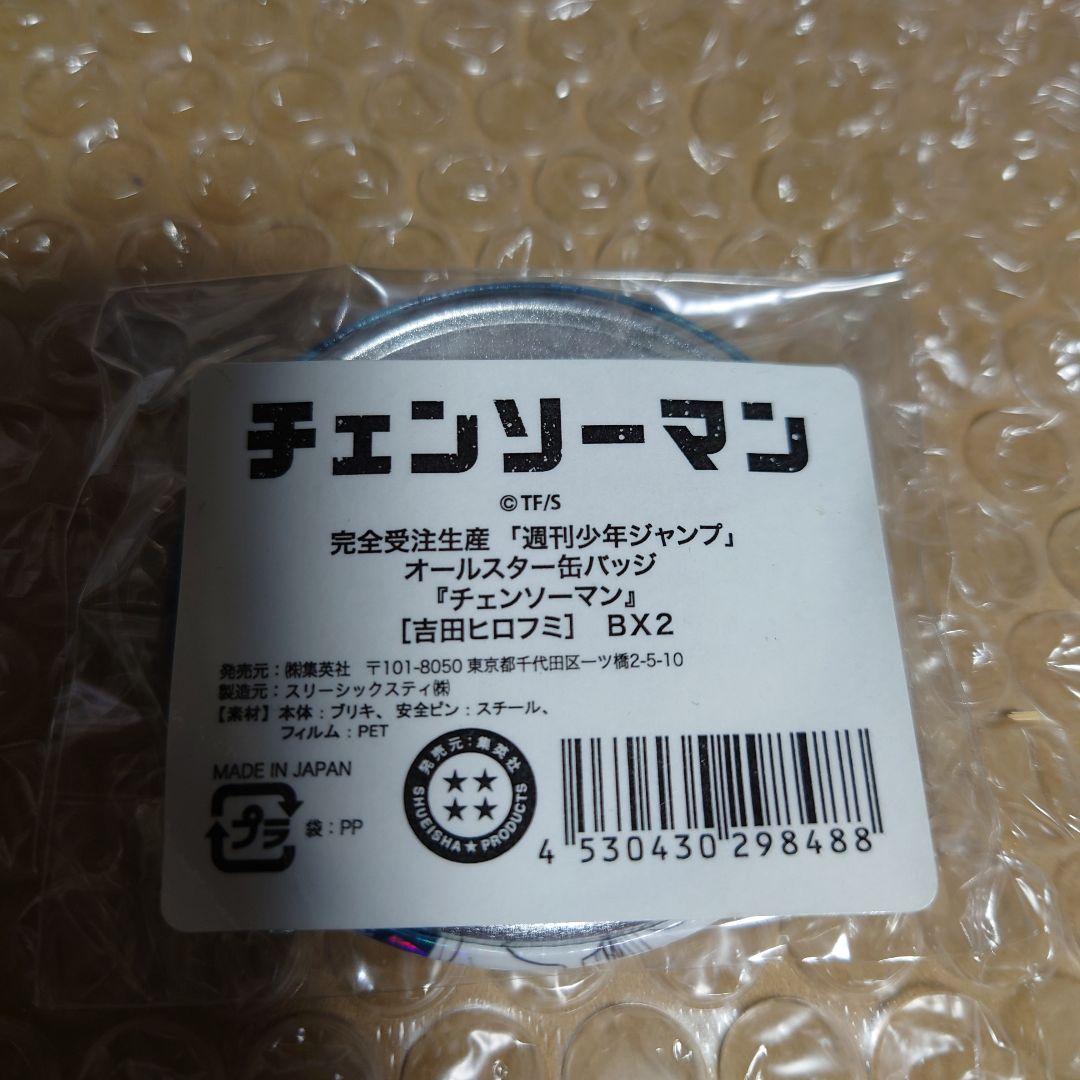 チェンソーマン
©TF/S
完全受注生産 「週刊少年ジャンプ」
オールスター缶バッジ
『チェンソーマン』
[吉田ヒロフミ] BX2
発売元：㈱集英社 〒101-8050 東京都千代田区一ツ橋2-5-10
製造元：スリーシックスティ㈱
【素材】本体：ブリキ、安全ピン：スチール、
フィルム：PET
MADE IN JAPAN
プラ 袋：PP
発売元：集英社
SHUEISHA★PRODUCTS
4 530430 298488